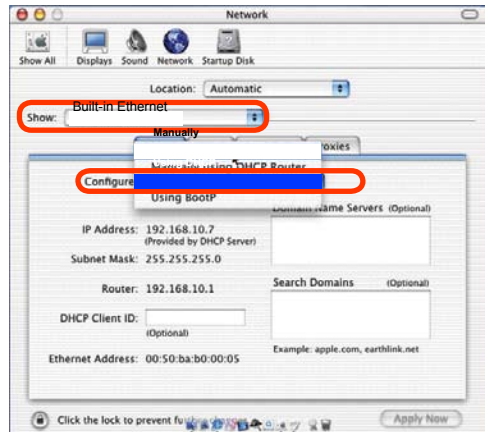 Network
Show All Displays Sound Network Startup Disk
Location: Automatic
Built-in Ethernet
Show:
Manually
Proxies
Manually using DHCP Router
Configure
Using BootP
Domain Name Servers (Optional)
IP Address: 192.168.10.7
(Provided by DHCP Server)
Subnet Mask: 255.255.255.0
Router: 192.168.10.1
Search Domains (Optional)
DHCP Client ID:
(Optional)
Example: apple.com, earthlink.net
Ethernet Address: 00:50:ba:b0:00:05
Click the lock to prevent
Apply Now